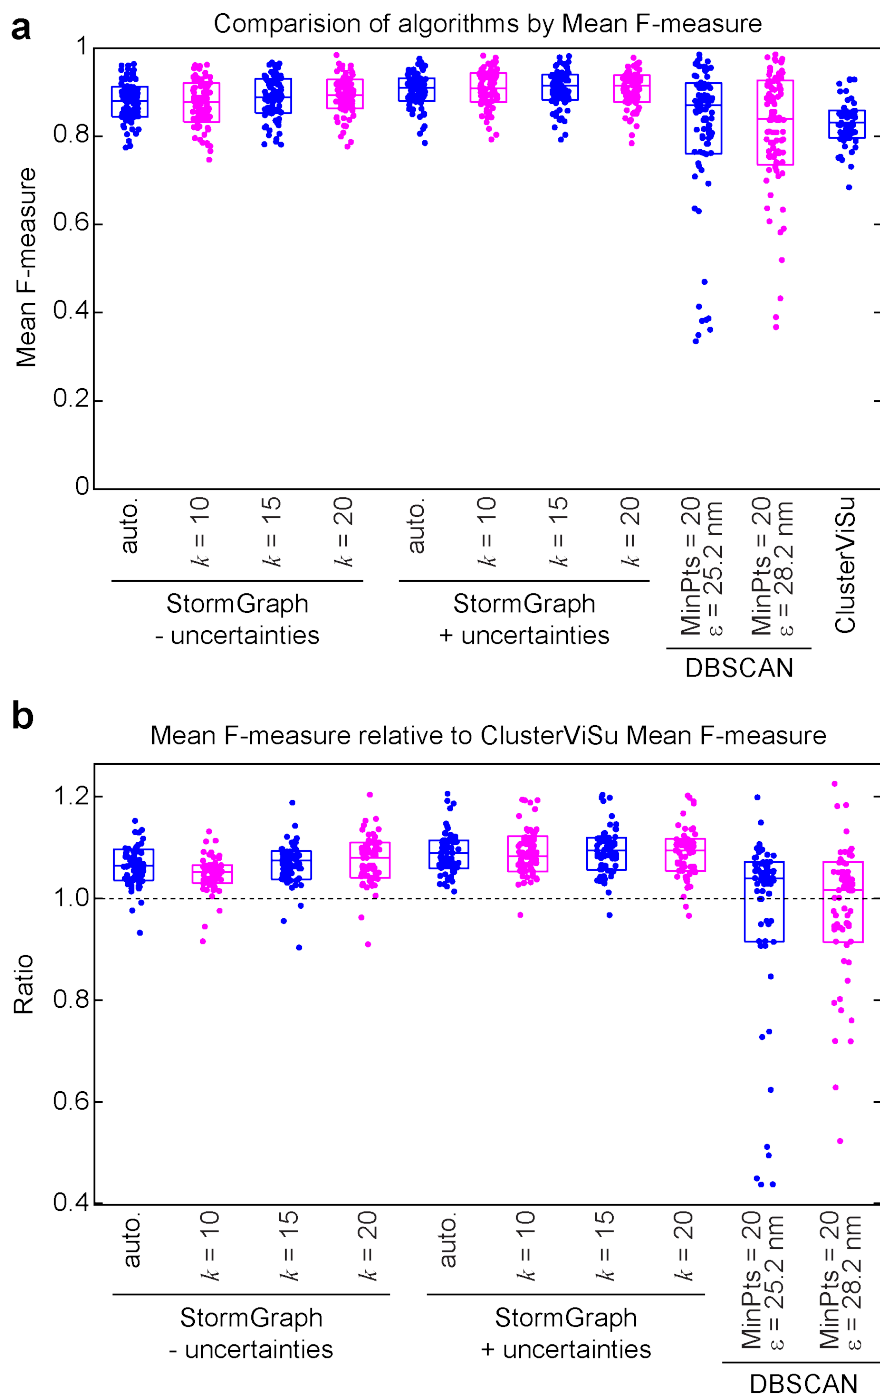 a
Comparision of algorithms by Mean F-measure
Mean F-measure
1
0.8
0.6
0.4
0.2
0
auto.
k = 10
k = 15
k = 20
auto.
k = 10
k = 15
k = 20
MinPts = 20
ε = 25.2 nm
MinPts = 20
ε = 28.2 nm
ClusterViSu
StormGraph
- uncertainties
StormGraph
+ uncertainties
DBSCAN
b
Mean F-measure relative to ClusterViSu Mean F-measure
Ratio
1.2
1.0
0.8
0.6
0.4
auto.
k = 10
k = 15
k = 20
auto.
k = 10
k = 15
k = 20
MinPts = 20
ε = 25.2 nm
MinPts = 20
ε = 28.2 nm
StormGraph
- uncertainties
StormGraph
+ uncertainties
DBSCAN